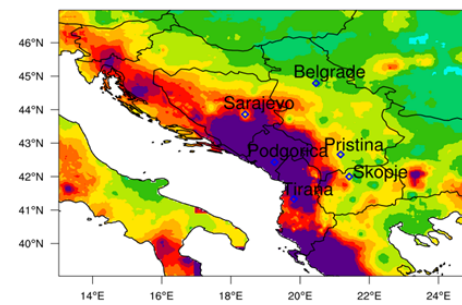 46°N
45°N
44°N
43°N
42°N
41°N
40°N
Belgrade
Sarajevo
Podgorica
Pristina
Skopje
Tirana
14°E
16°E
18°E
20°E
22°E
24°E